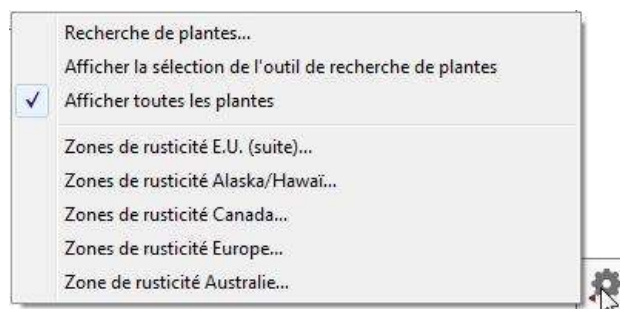 Recherche de plantes...
Afficher la sélection de l'outil de recherche de plantes
Afficher toutes les plantes
Zones de rusticité E.U. (suite)...
Zones de rusticité Alaska/Hawaï...
Zones de rusticité Canada...
Zones de rusticité Europe...
Zone de rusticité Australie...